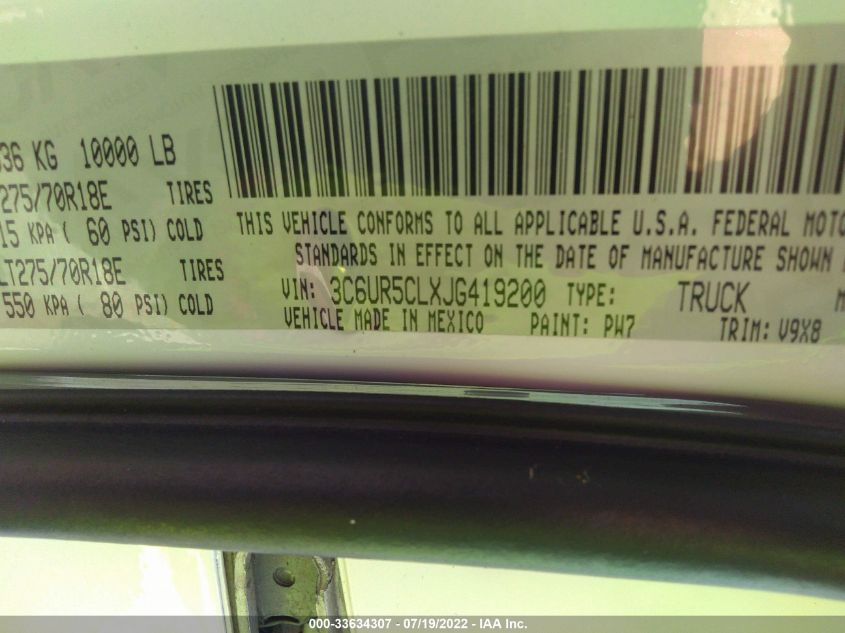 36 KG 10000 LB
275/70R18E TIRES
15 KPA ( 60 PSI) COLD
LT275/70R18E TIRES
550 KPA ( 80 PSI) COLD
THIS VEHICLE CONFORMS TO ALL APPLICABLE U.S.A. FEDERAL MOTO
STANDARDS IN EFFECT ON THE DATE OF MANUFACTURE SHOWN
VIN: 3C6UR5CLXJG419200 TYPE: TRUCK
VEHICLE MADE IN MEXICO PAINT: PW7 TRIM: V9X8
000-33634307 - 07/19/2022 - IAA Inc.